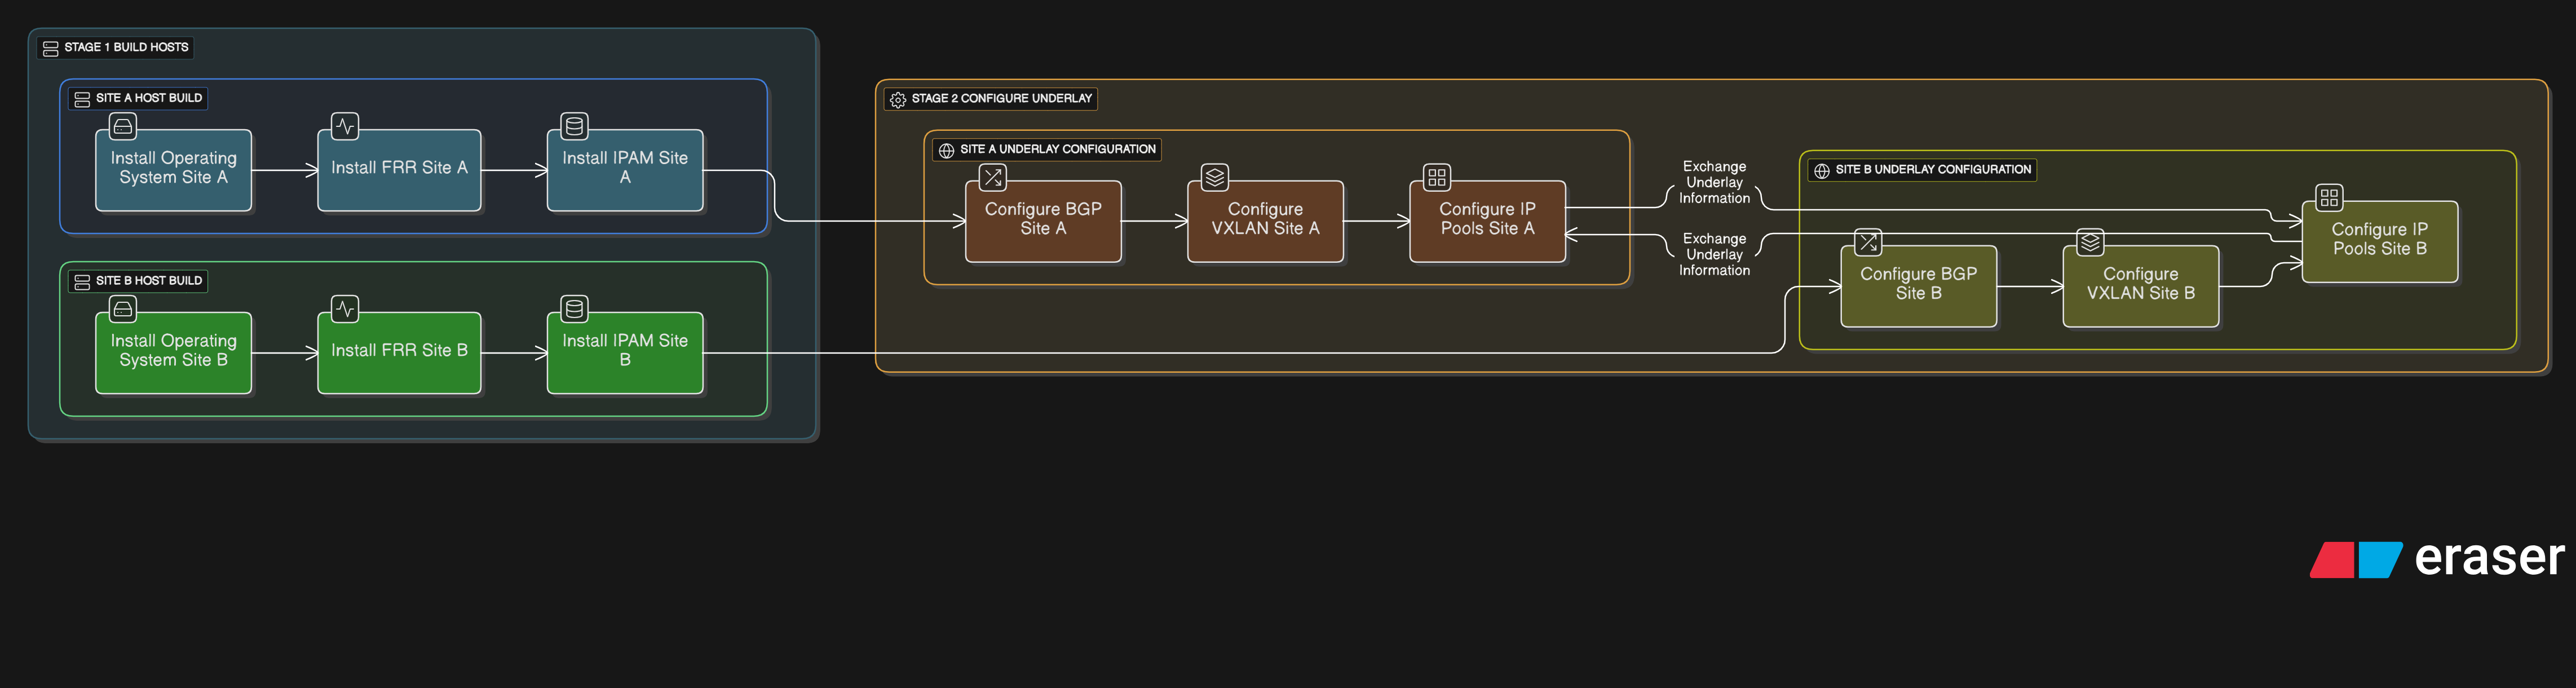 STAGE 1 BUILD HOSTS
SITE A HOST BUILD
Install Operating
System Site A
Install FRR Site A
Install IPAM Site
A
SITE B HOST BUILD
Install Operating
System Site B
Install FRR Site B
Install IPAM Site
B
STAGE 2 CONFIGURE UNDERLAY
SITE A UNDERLAY CONFIGURATION
Configure BGP
Site A
Configure
VXLAN Site A
Configure IP
Pools Site A
Exchange
Underlay
Information
Exchange
Underlay
Information
SITE B UNDERLAY CONFIGURATION
Configure BGP
Site B
Configure
VXLAN Site B
Configure IP
Pools Site B
eraser